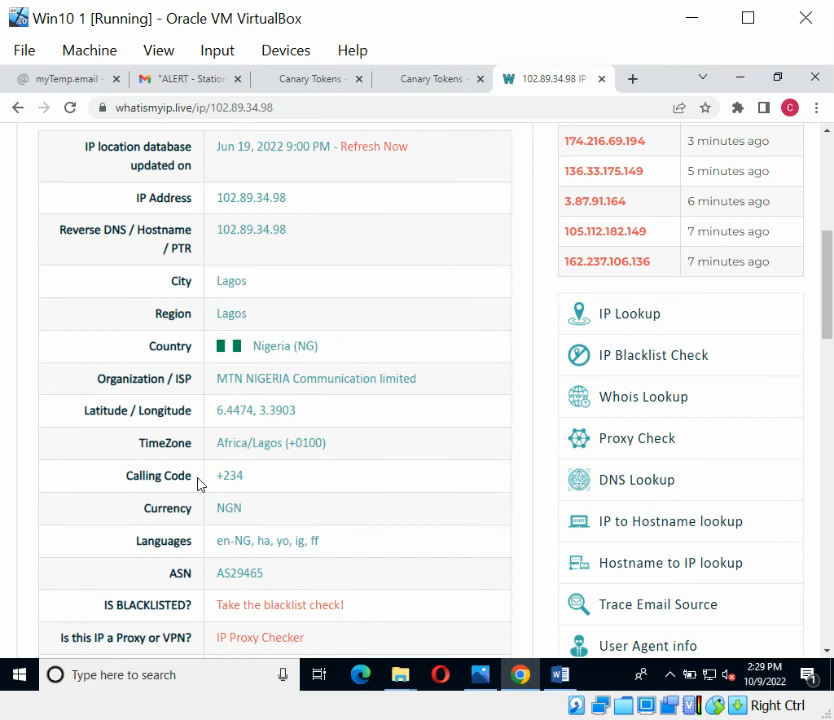 Win10 1 [Running] - Oracle VM VirtualBox
File Machine View Input Devices Help
myTemp.email -
"ALERT - Station
Canary Tokens -
Canary Tokens -
102.89.34.98 IP
whatismyip.live/ip/102.89.34.98
IP location database updated on
Jun 19, 2022 9:00 PM - Refresh Now
IP Address 102.89.34.98
Reverse DNS / Hostname / PTR
102.89.34.98
City Lagos
Region Lagos
Country Nigeria (NG)
Organization / ISP MTN NIGERIA Communication limited
Latitude / Longitude 6.4474, 3.3903
TimeZone Africa/Lagos (+0100)
Calling Code +234
Currency NGN
Languages en-NG, ha, yo, ig, ff
ASN AS29465
IS BLACKLISTED? Take the blacklist check!
Is this IP a Proxy or VPN? IP Proxy Checker
174.216.69.194 3 minutes ago
136.33.175.149 5 minutes ago
3.87.91.164 6 minutes ago
105.112.182.149 7 minutes ago
162.237.106.136 7 minutes ago
IP Lookup
IP Blacklist Check
Whois Lookup
Proxy Check
DNS Lookup
IP to Hostname lookup
Hostname to IP lookup
Trace Email Source
User Agent info
Type here to search
2:29 PM
10/9/2022
Right Ctrl